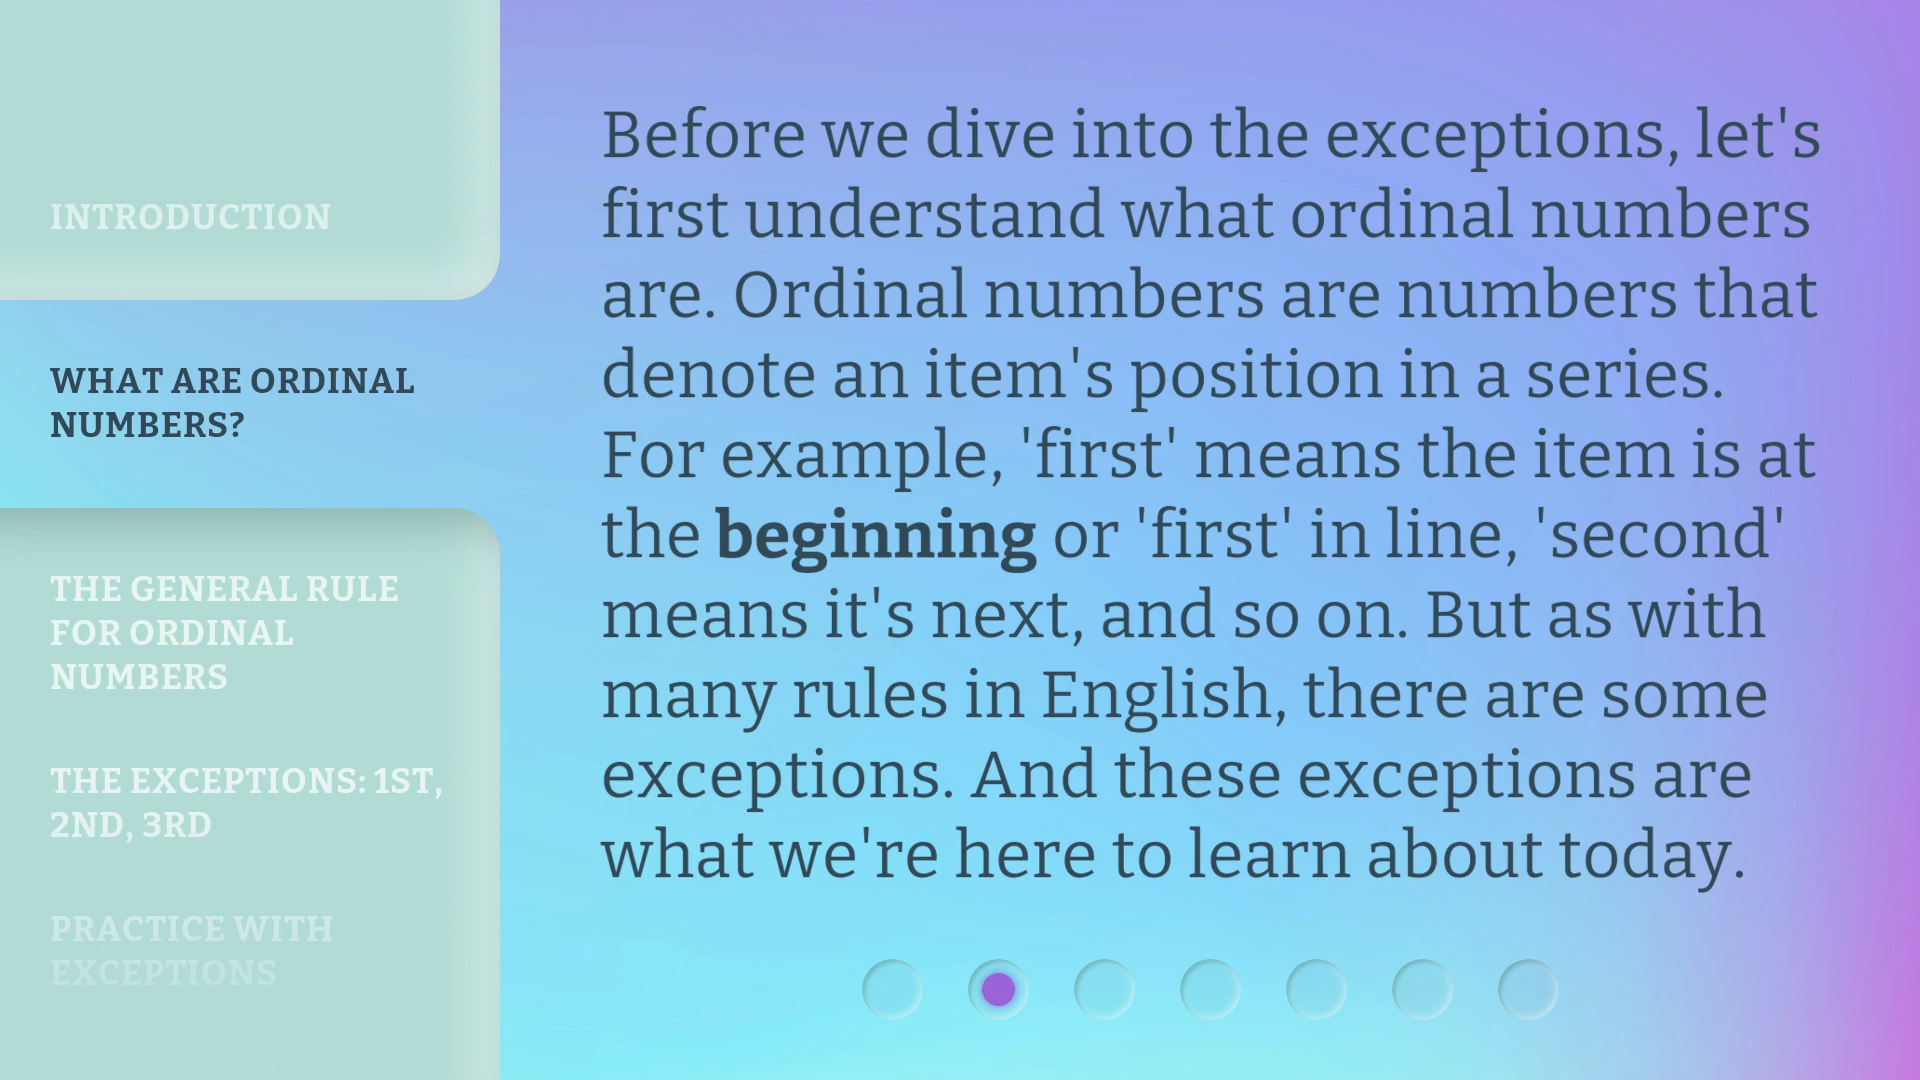 INTRODUCTION
WHAT ARE ORDINAL
NUMBERS?
THE GENERAL RULE
FOR ORDINAL
NUMBERS
THE EXCEPTIONS: 1ST,
2ND, 3RD
PRACTICE WITH
EXCEPTIONS
Before we dive into the exceptions, let's
first understand what ordinal numbers
are. Ordinal numbers are numbers that
denote an item's position in a series.
For example, 'first' means the item is at
the beginning or 'first' in line, 'second'
means it's next, and so on. But as with
many rules in English, there are some
exceptions. And these exceptions are
what we're here to learn about today.